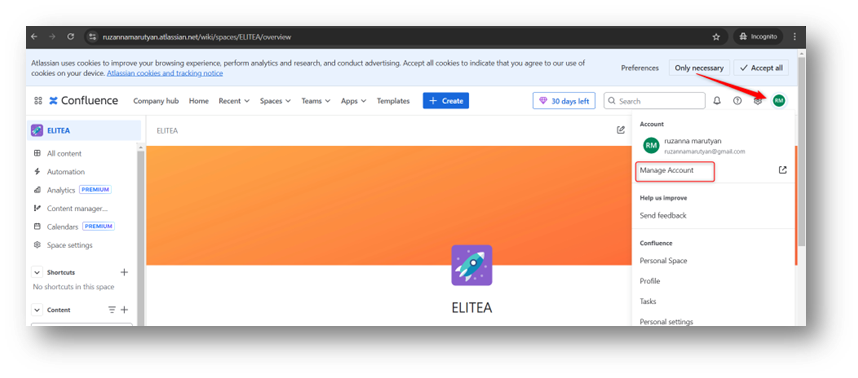 ruzannamarutyan.atlassian.net/wiki/spaces/ELITEA/overview
Incognito
Atlassian uses cookies to improve your browsing experience, perform analytics and research, and conduct advertising. Accept all cookies to indicate that you agree to our use of
cookies on your device. Atlassian cookies and tracking notice
Preferences
Only necessary
Accept all
Confluence
Company hub
Home
Recent
Spaces
Teams
Apps
Templates
+ Create
30 days left
Search
RM
ELITEA
All content
Automation
Analytics PREMIUM
Content manager...
Calendars PREMIUM
Space settings
Shortcuts
No shortcuts in this space
Content
ELITEA
ELITEA
Account
RM
ruzanna marutyan
ruzannamarutyan@gmail.com
Manage Account
Help us improve
Send feedback
Confluence
Personal Space
Profile
Tasks
Personal settings